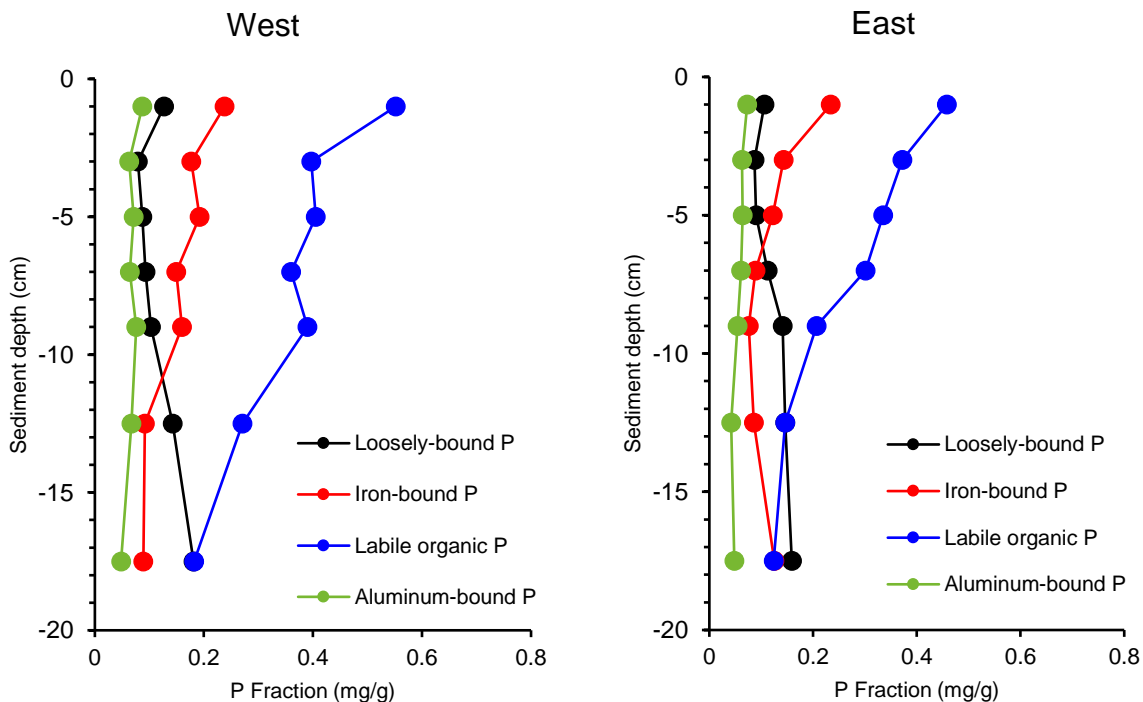 West
0
-5
-10
-15
-20
Sediment depth (cm)
0
0.2
0.4
0.6
0.8
P Fraction (mg/g)
Loosely-bound P
Iron-bound P
Labile organic P
Aluminum-bound P
East
0
-5
-10
-15
-20
Sediment depth (cm)
0
0.2
0.4
0.6
0.8
P Fraction (mg/g)
Loosely-bound P
Iron-bound P
Labile organic P
Aluminum-bound P